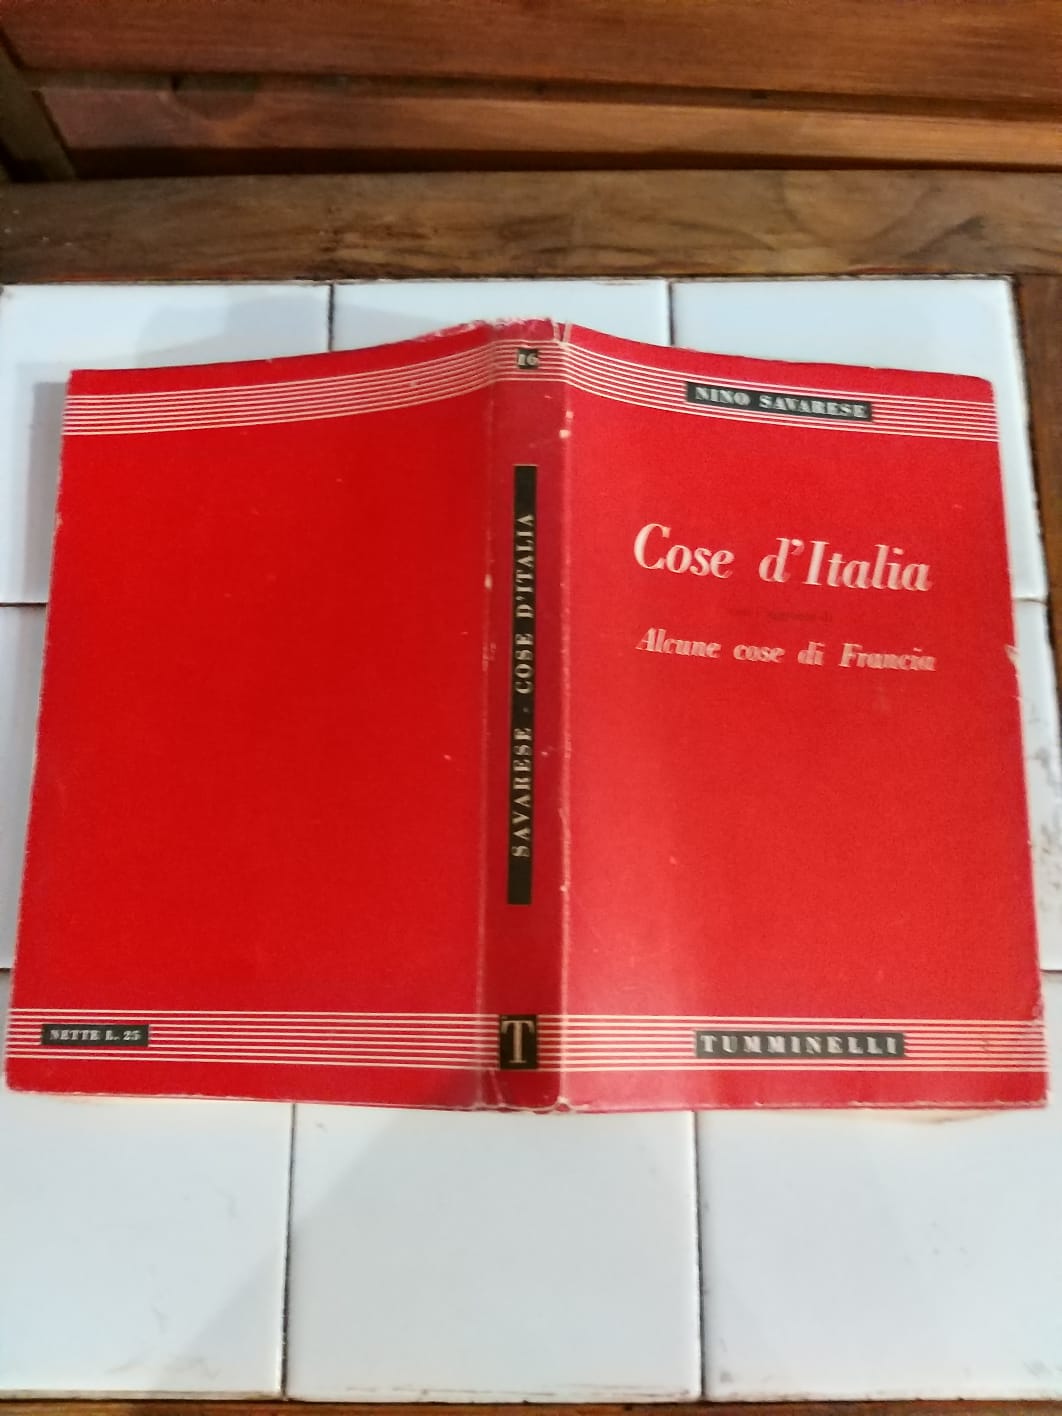 NINO SAVARESE
Cose d'Italia
Alcune cose di Francia
TUMMINELLI
16
SAVARESE - COSE D'ITALIA
T
NETTE L. 25